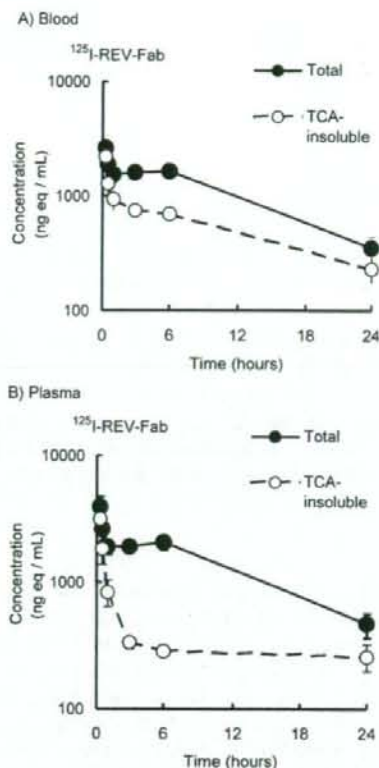 A) Blood
¹²⁵I-REV-Fab
Total
TCA-
insoluble
Concentration
(ng eq / mL)
10000
1000
100
0 6 12 18 24
Time (hours)
B) Plasma
¹²⁵I-REV-Fab
Total
TCA-
insoluble
Concentration
(ng eq / mL)
10000
1000
100
0 6 12 18 24
Time (hours)